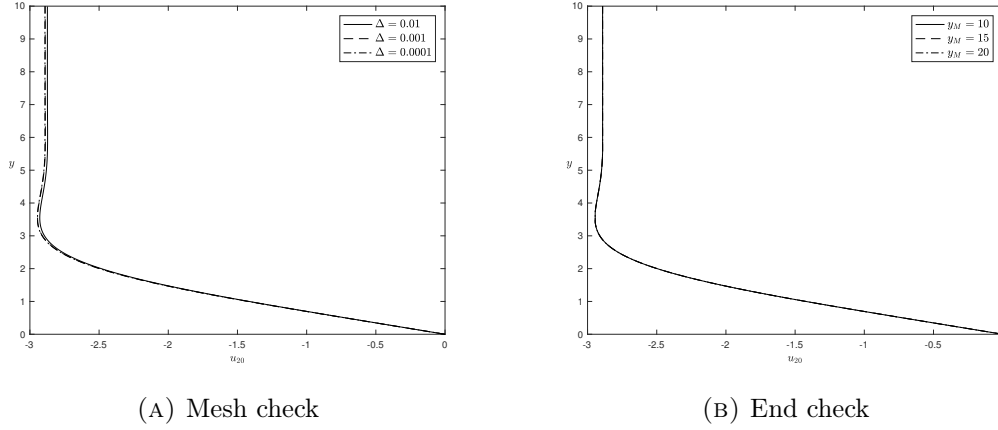 10
9
8
7
6
5
4
3
2
1
0
y
-3 -2.5 -2 -1.5 -1 -0.5 0
u20
Δ = 0.01
Δ = 0.001
Δ = 0.0001
(A) Mesh check
10
9
8
7
6
5
4
3
2
1
0
y
-3 -2.5 -2 -1.5 -1 -0.5
u20
yM = 10
yM = 15
yM = 20
(B) End check